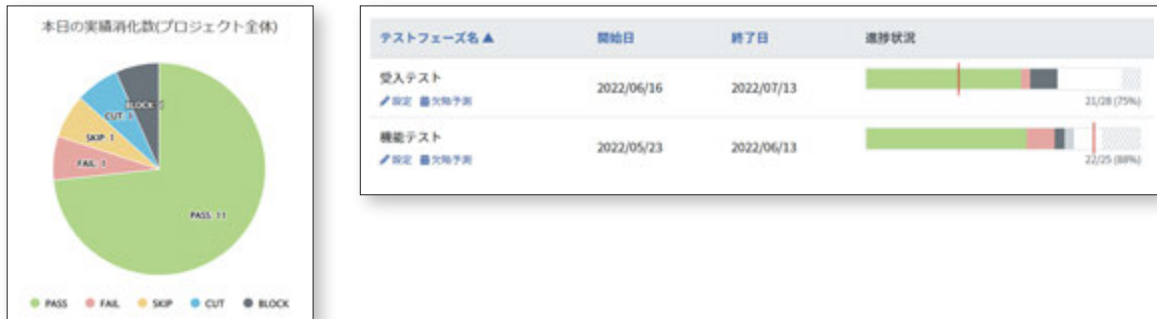 本日の実績消化数(プロジェクト全体)
BLOCK 1
CUT 1
SKIP 1
FAIL 1
PASS 11
PASS FAIL SKIP CUT BLOCK
テストフェーズ名▲ 開始日 終了日 進捗状況
受入テスト 2022/06/16 2022/07/13
設定 欠陥予測 21/28 (75%)
機能テスト 2022/05/23 2022/06/13
設定 欠陥予測 22/25 (88%)